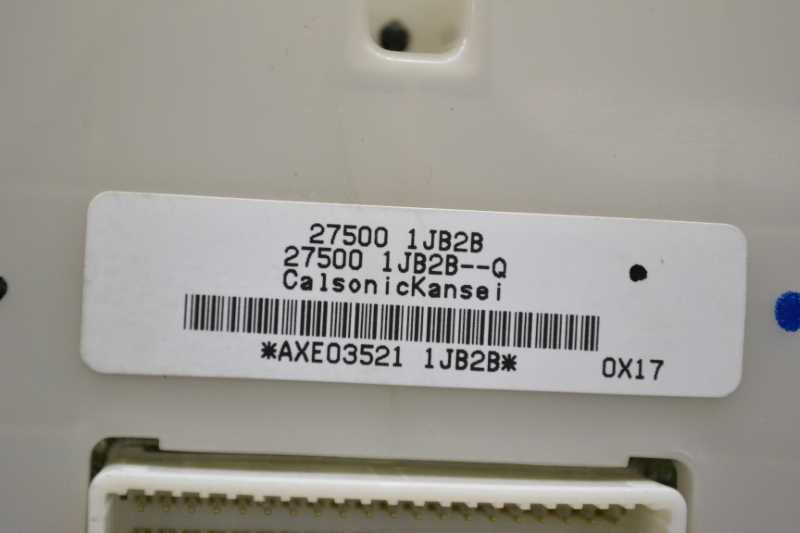 27500 1JB2B
27500 1JB2B--Q
CalsonicKansei
*AXE03521 1JB2B*
0X17